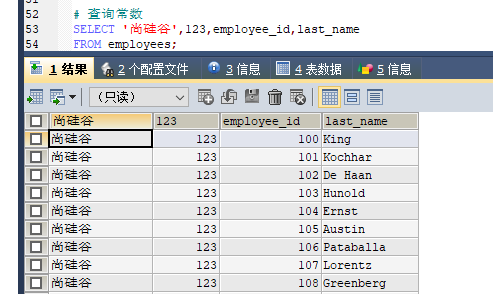 52 # 查询常数
53 SELECT '尚硅谷',123,employee_id,last_name
54 FROM employees;
1 结果 2 个配置文件 3 信息 4 表数据 5 信息
（只读）
尚硅谷 123 employee_id last_name
尚硅谷 123 100 King
尚硅谷 123 101 Kochhar
尚硅谷 123 102 De Haan
尚硅谷 123 103 Hunold
尚硅谷 123 104 Ernst
尚硅谷 123 105 Austin
尚硅谷 123 106 Pataballa
尚硅谷 123 107 Lorentz
尚硅谷 123 108 Greenberg